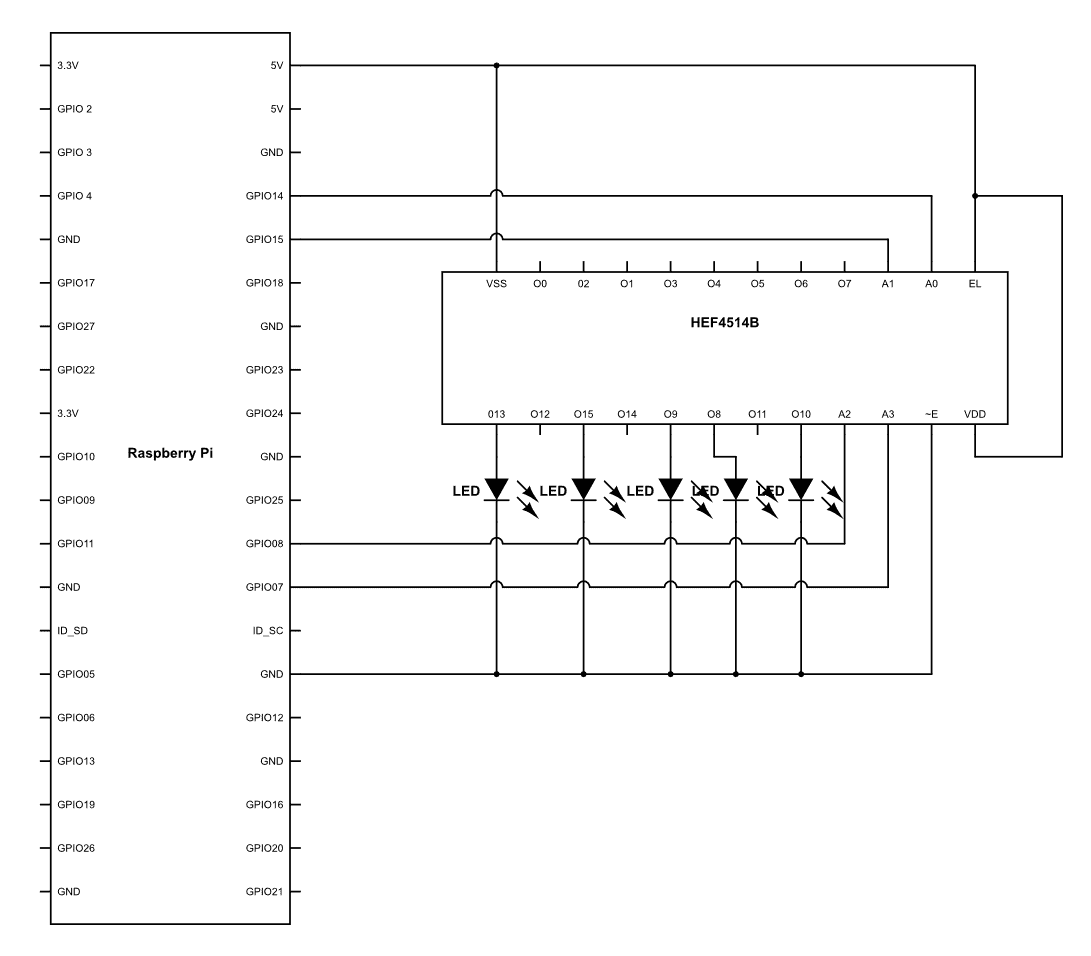 3.3V 5V
GPIO 2 5V
GPIO 3 GND
GPIO 4 GPIO14
GND GPIO15
GPIO17 GPIO18
GPIO27 GND
GPIO22 GPIO23
3.3V GPIO24
GPIO10 GND
Raspberry Pi
GPIO09 GPIO25
GPIO11 GPIO08
GND GPIO07
ID_SD ID_SC
GPIO05 GND
GPIO06 GPIO12
GPIO13 GND
GPIO19 GPIO16
GPIO26 GPIO20
GND GPIO21
VSS O0 02 O1 O3 O4 O5 O6 O7 A1 A0 EL
HEF4514B
013 O12 O15 O14 O9 O8 O11 O10 A2 A3 ~E VDD
LED LED LED LED LED